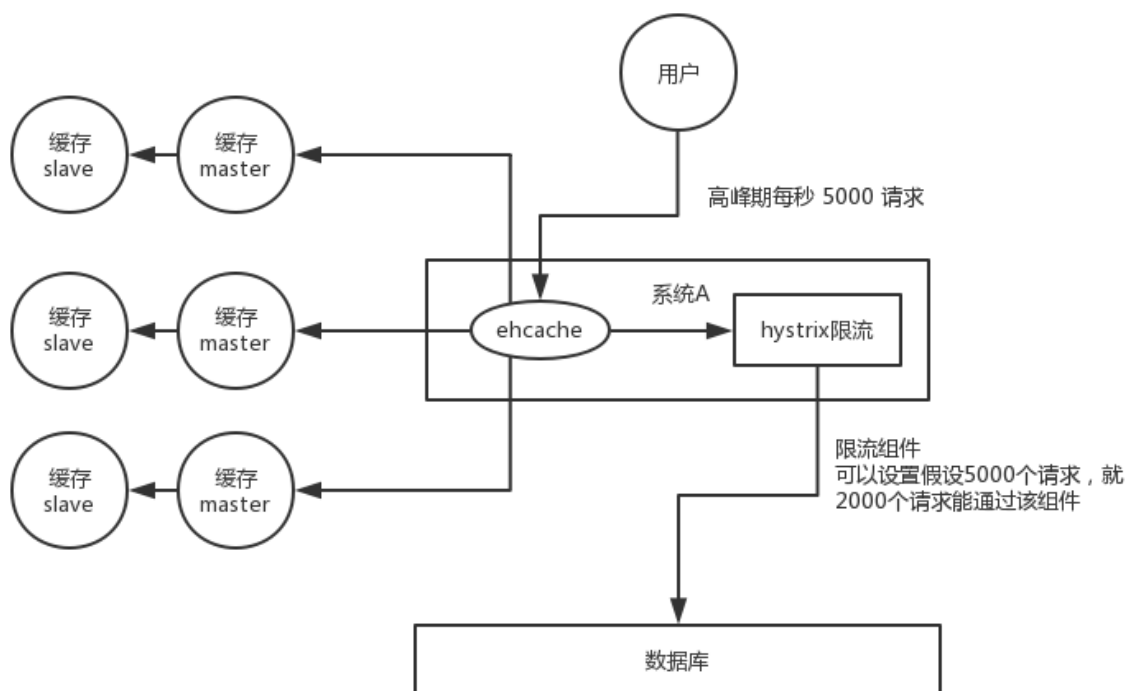 用户
缓存
slave
缓存
master
高峰期每秒 5000 请求
系统A
缓存
slave
缓存
master
ehcache
hystrix限流
限流组件
可以设置假设5000个请求，就
2000个请求能通过该组件
缓存
slave
缓存
master
数据库